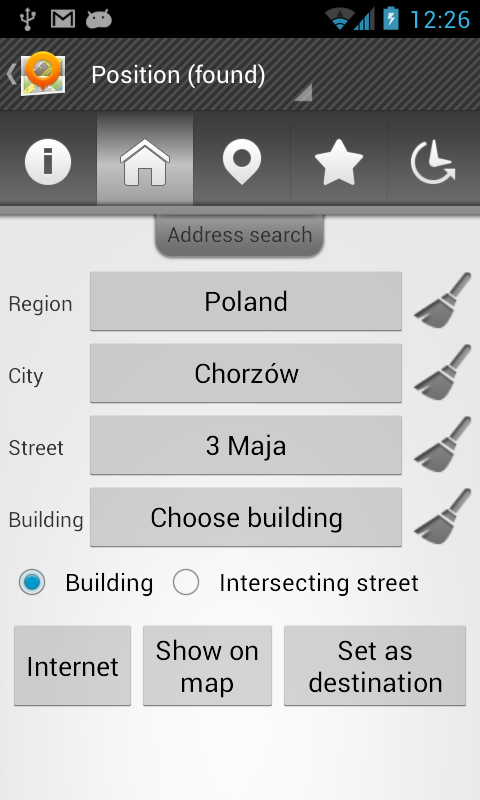 12:26
Position (found)
Address search
Region
Poland
City
Chorzów
Street
3 Maja
Building
Choose building
Building
Intersecting street
Internet
Show on
map
Set as
destination